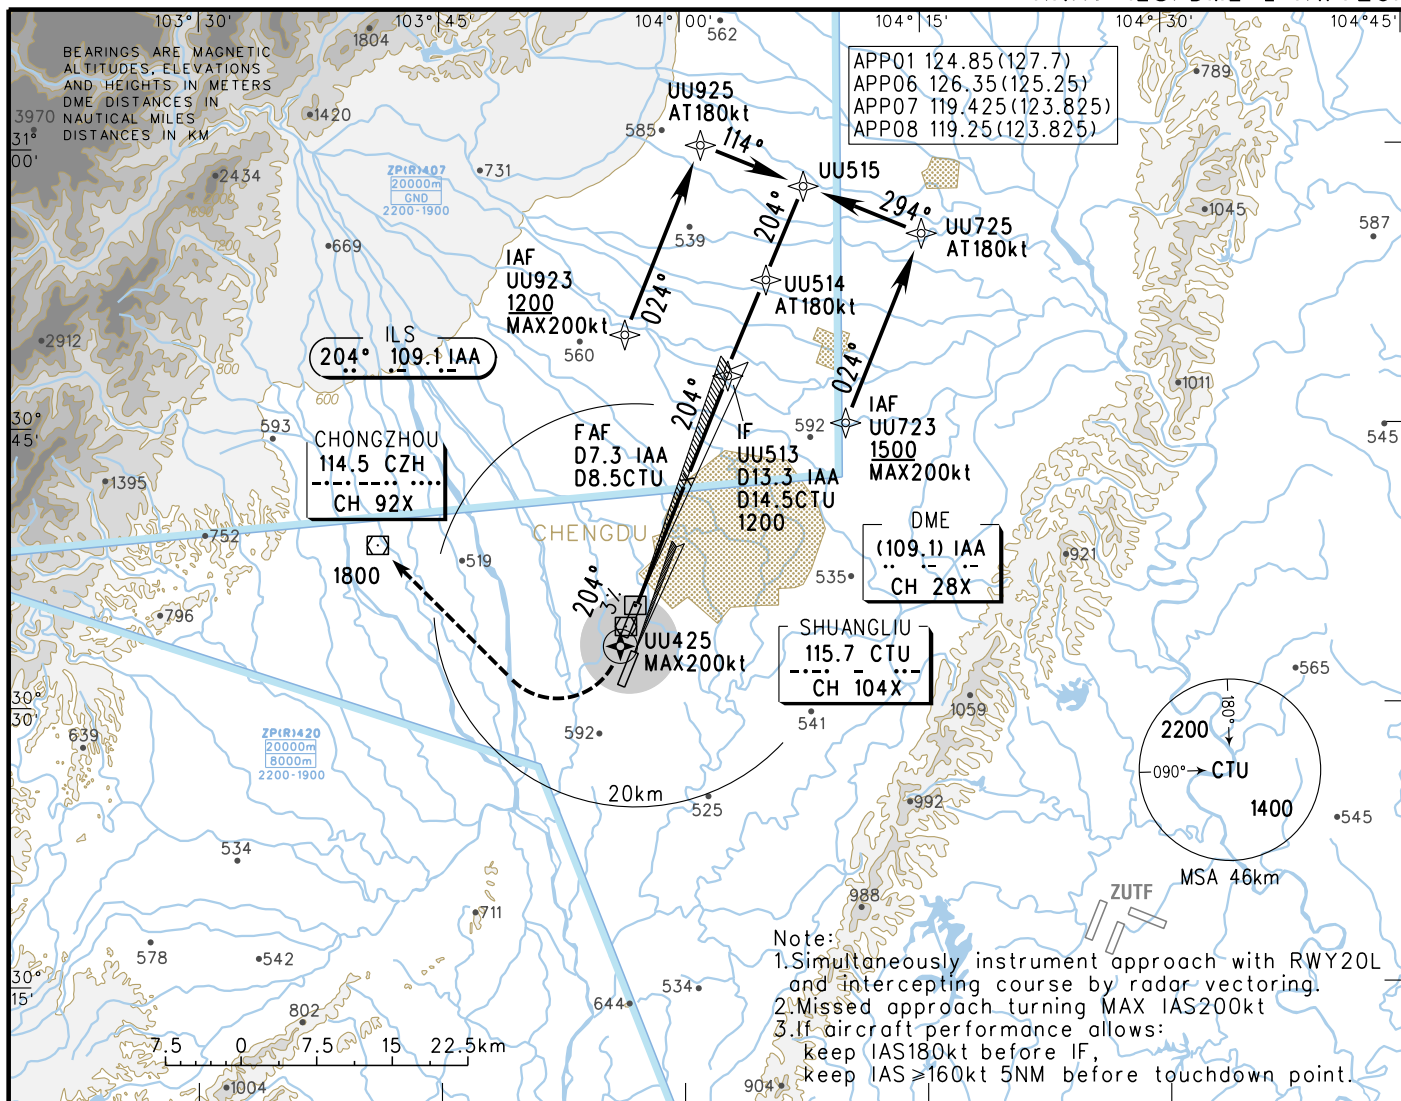 103°30'
103°45'
104°00'
104°15'
104°30'
104°45'
BEARINGS ARE MAGNETIC
ALTITUDES, ELEVATIONS
AND HEIGHTS IN METERS
DME DISTANCES IN
NAUTICAL MILES
DISTANCES IN KM
1804
562
789
3970
1420
585
731
2434
1045
587
539
669
31°
00'
APP01 124.85(127.7)
APP06 126.35(125.25)
APP07 119.425(123.825)
APP08 119.25(123.825)
UU925
AT180kt
114°
UU515
294°
204°
UU725
AT180kt
ZP(R)407
20000m
GND
2200-1900
1200
IAF
UU923
1200
MAX200kt
024°
UU514
AT180kt
024°
2912
560
800
600
ILS
204° 109.1 IAA
·· ·– ·–
1011
204°
30°
45'
593
592
545
IAF
UU723
1500
MAX200kt
CHONGZHOU
114.5 CZH
–·–· ––·· ····
CH 92X
FAF
D7.3 IAA
D8.5CTU
IF
UU513
D13.3 IAA
D14.5CTU
1200
1395
752
CHENGDU
DME
(109.1) IAA
·· ·– ·–
CH 28X
921
519
535
1800
204°
796
UU425
MAX200kt
SHUANGLIU
115.7 CTU
–·–· – ··–
CH 104X
565
1059
541
30°
30'
639
592
ZP(R)420
20000m
8000m
2200-1900
180°
2200
090°
CTU
1400
MSA 46km
20km
525
992
545
534
988
ZUTF
711
578
542
534
644
802
30°
15'
Note:
1.Simultaneously instrument approach with RWY20L
and intercepting course by radar vectoring.
2.Missed approach turning MAX IAS200kt
3.If aircraft performance allows:
keep IAS180kt before IF,
keep IAS≥160kt 5NM before touchdown point.
7.5 0 7.5 15 22.5km
1004
904